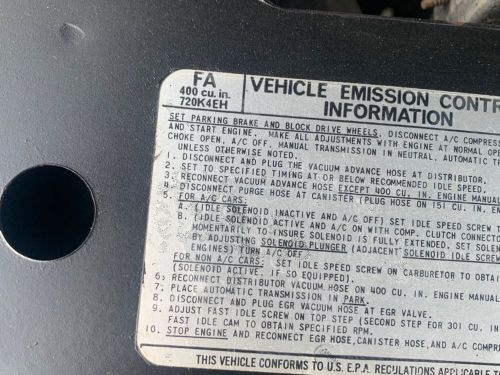 FA
400 cu. in.
720K4EH
VEHICLE EMISSION CONTR
INFORMATION
SET PARKING BRAKE AND BLOCK DRIVE WHEELS. DISCONNECT A/C COMPRESS
AND START ENGINE. MAKE ALL ADJUSTMENTS WITH ENGINE AT NORMAL OPE
CHOKE OPEN, A/C OFF. MANUAL TRANSMISSION IN NEUTRAL, AUTOMATIC T
UNLESS OTHERWISE NOTED.
1. DISCONNECT AND PLUG THE VACUUM ADVANCE HOSE AT DISTRIBUTOR.
2. SET TO SPECIFIED TIMING AT OR BELOW RECOMMENDED IDLE SPEED.
3. RECONNECT VACUUM ADVANCE HOSE EXCEPT 400 CU. IN. ENGINE MANUAL
4. DISCONNECT PURGE HOSE AT CANISTER (PLUG HOSE ON 151 CU. IN. E
5. FOR A/C CARS:
A. (IDLE SOLENOID INACTIVE AND A/C OFF) SET IDLE SPEED SCREW T
B. (IDLE SOLENOID ACTIVE AND A/C ON WITH COMP. CLUTCH CONNECT
MOMENTARILY TO INSURE SOLENOID IS FULLY EXTENDED. SET SOLEN
BY ADJUSTING SOLENOID PLUNGER (ADJACENT SOLENOID IDLE SCREW
ENGINES) TURN A/C OFF.
FOR NON A/C CARS: SET IDLE SPEED SCREW ON CARBURETOR TO OBTAI
(SOLENOID ACTIVE, IF SO EQUIPPED).
6. RECONNECT DISTRIBUTOR VACUUM HOSE ON 400 CU. IN. ENGINE MANUAL
7. PLACE AUTOMATIC TRANSMISSION IN PARK.
8. DISCONNECT AND PLUG EGR VACUUM HOSE AT EGR VALVE.
9. ADJUST FAST IDLE SCREW ON TOP STEP (SECOND STEP FOR 301 CU. IN
FAST IDLE CAM TO OBTAIN SPECIFIED RPM.
10. STOP ENGINE AND RECONNECT EGR HOSE, CANISTER HOSE, AND A/C COMPR
THIS VEHICLE CONFORMS TO U.S. E.P.A. REGULATIONS APPLICABLE TO